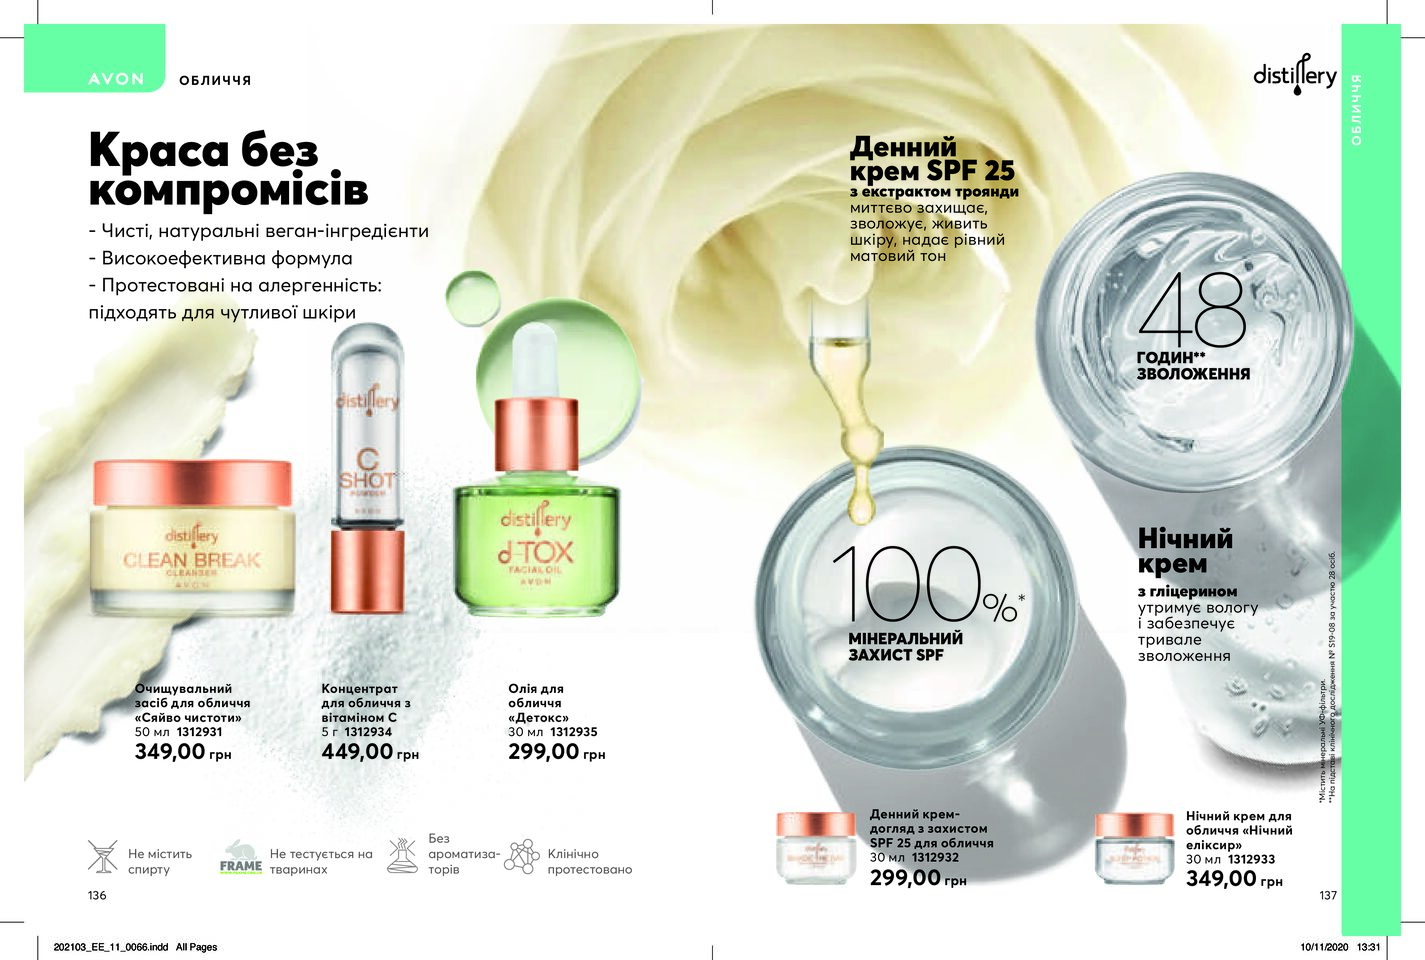 AVON
ОБЛИЧЧЯ
Краса без
компромісів
- Чисті, натуральні веган-інгредієнти
- Високоефективна формула
- Протестовані на алергенність:
підходять для чутливої шкіри
distillery
CLEAN BREAK
CLEANSER
AVON
distillery
C
SHOT
POWDER
AVON
distillery
d-TOX
FACIAL OIL
AVON
Очищувальний
засіб для обличчя
«Сяйво чистоти»
50 мл 1312931
349,00 грн
Концентрат
для обличчя з
вітаміном С
5 г 1312934
449,00 грн
Олія для
обличчя
«Детокс»
30 мл 1312935
299,00 грн
Не містить
спирту
FRAME
Не тестується на
тваринах
Без
ароматиза-
торів
Клінічно
протестовано
136
distillery
ОБЛИЧЧЯ
Денний
крем SPF 25
з екстрактом троянди
миттєво захищає,
зволожує, живить
шкіру, надає рівний
матовий тон
48
ГОДИН**
ЗВОЛОЖЕННЯ
100%*
МІНЕРАЛЬНИЙ
ЗАХИСТ SPF
Нічний
крем
з гліцерином
утримує вологу
і забезпечує
тривале
зволоження
*Містить мінеральні УФ-фільтри.
**На підставі клінічного дослідження № S19-08 за участю 28 осіб.
Денний крем-
догляд з захистом
SPF 25 для обличчя
30 мл 1312932
299,00 грн
Нічний крем для
обличчя «Нічний
еліксир»
30 мл 1312933
349,00 грн
137
202103_EE_11_0066.indd All Pages
10/11/2020 13:31